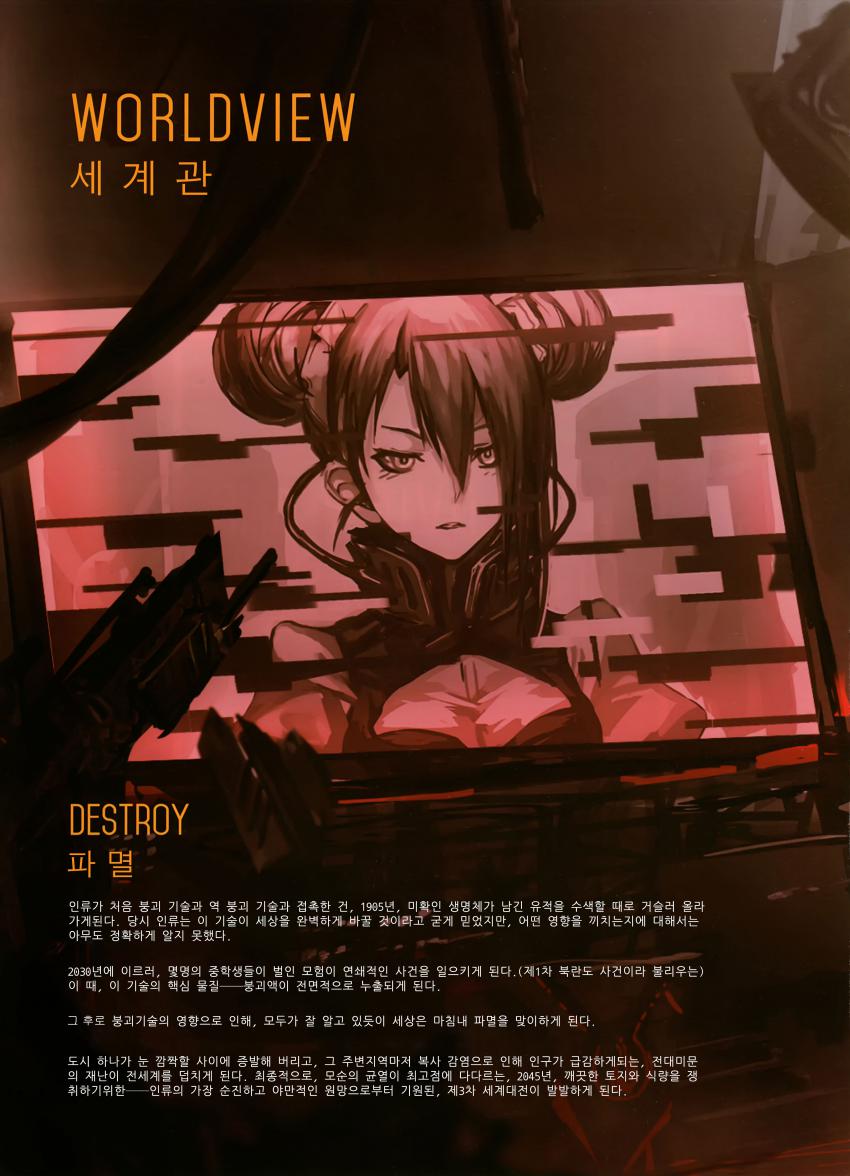 WORLDVIEW
세계관
DESTROY
파멸
인류가 처음 붕괴 기술과 역 붕괴 기술과 접촉한 건, 1905년, 미확인 생명체가 남긴 유적을 수색할 때로 거슬러 올라
가게된다. 당시 인류는 이 기술이 세상을 완벽하게 바꿀 것이라고 굳게 믿었지만, 어떤 영향을 끼치는지에 대해서는
아무도 정확하게 알지 못했다.
2030년에 이르러, 몇명의 중학생들이 벌인 모험이 연쇄적인 사건을 일으키게 된다.(제1차 북란도 사건이라 불리우는)
이 때, 이 기술의 핵심 물질──붕괴액이 전면적으로 누출되게 된다.
그 후로 붕괴기술의 영향으로 인해, 모두가 잘 알고 있듯이 세상은 마침내 파멸을 맞이하게 된다.
도시 하나가 눈 깜짝할 사이에 증발해 버리고, 그 주변지역마저 복사 감염으로 인해 인구가 급감하게되는, 전대미문
의 재난이 전세계를 덥치게 된다. 최종적으로, 모순의 균열이 최고점에 다다르는, 2045년, 깨끗한 토지와 식량을 쟁
취하기위한──인류의 가장 순진하고 야만적인 원망으로부터 기원된, 제3차 세계대전이 발발하게 된다.